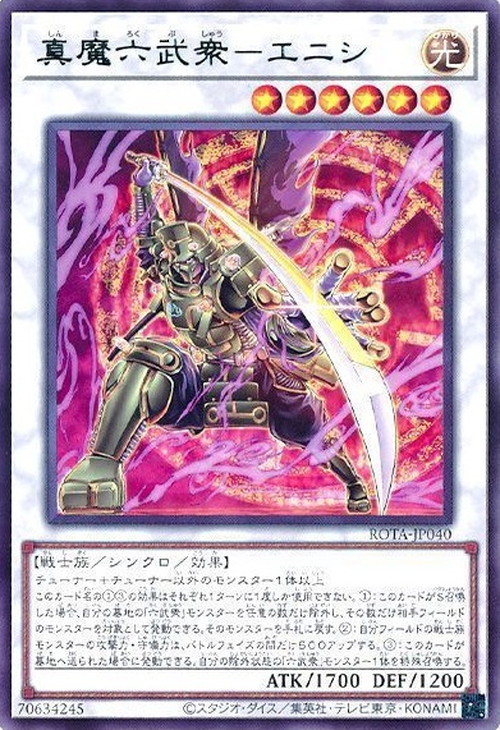 しん ま ろく ぶ しゅう
真魔六武衆－エニシ
ひかり
光
ROTA-JP040
せんしぞく こうか
【戦士族／シンクロ／効果】
チューナー＋チューナー以外のモンスター1体以上
このカード名の①③の効果はそれぞれ1ターンに1度しか使用できない。①：このカードがS召喚
した場合、自分の墓地の「六武衆」モンスターを任意の数だけ除外し、その数だけ相手フィールド
のモンスターを対象として発動できる。そのモンスターを手札に戻す。②：自分フィールドの戦士族
モンスターの攻撃力・守備力は、バトルフェイズの間だけ500アップする。③：このカードが
墓地へ送られた場合に発動できる。自分の除外状態の「六武衆」モンスター1体を特殊召喚する。
ATK/1700 DEF/1200
70634245 ©スタジオ・ダイス／集英社・テレビ東京・KONAMI